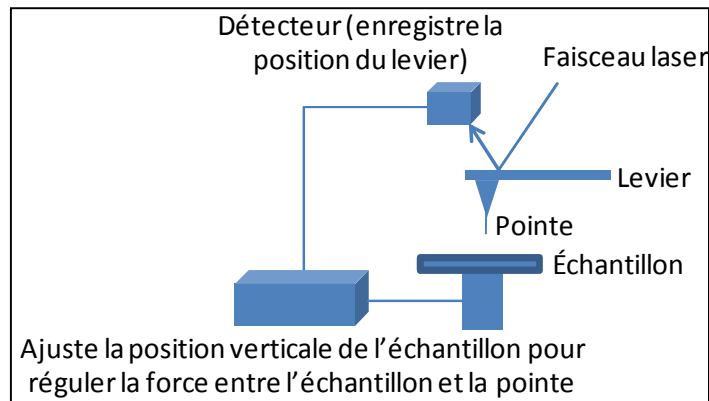 Détecteur (enregistre la
position du levier)
Faisceau laser
Levier
Pointe
Échantillon
Ajuste la position verticale de l'échantillon pour
réguler la force entre l'échantillon et la pointe